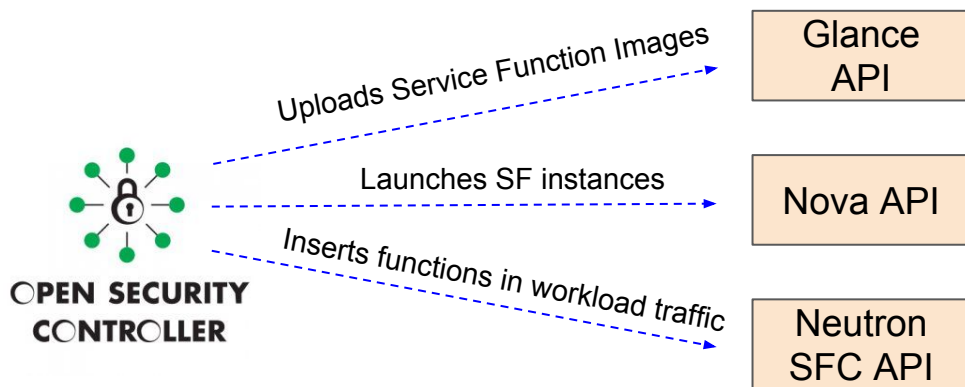 Uploads Service Function Images
Glance
API
Launches SF instances
Nova API
Inserts functions in workload traffic
Neutron
SFC API
OPEN SECURITY
CONTROLLER